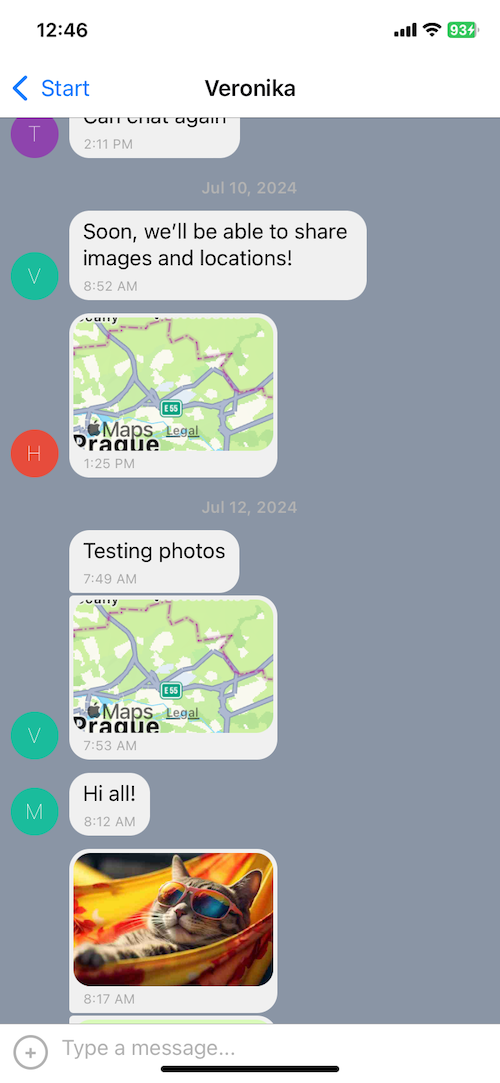 12:46
93
Start
Veronika
T
Can chat again
2:11 PM
Jul 10, 2024
Soon, we’ll be able to share
images and locations!
V
8:52 AM
E 55
Maps Legal
Prague
H
1:25 PM
Jul 12, 2024
Testing photos
7:49 AM
E 55
Maps Legal
Prague
V
7:53 AM
Hi all!
M
8:12 AM
8:17 AM
Type a message...